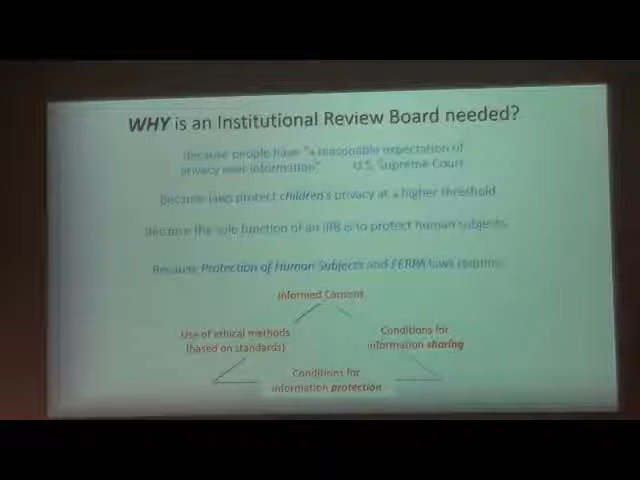 WHY is an Institutional Review Board needed?
Because people have "a reasonable expectation of
privacy over information" U.S. Supreme Court
Because laws protect children's privacy at a higher threshold
Because the sole function of an IRB is to protect human subjects.
Because Protection of Human Subjects and FERPA laws require:
Informed Consent
Use of ethical methods
(based on standards)
Conditions for
information sharing
Conditions for
information protection